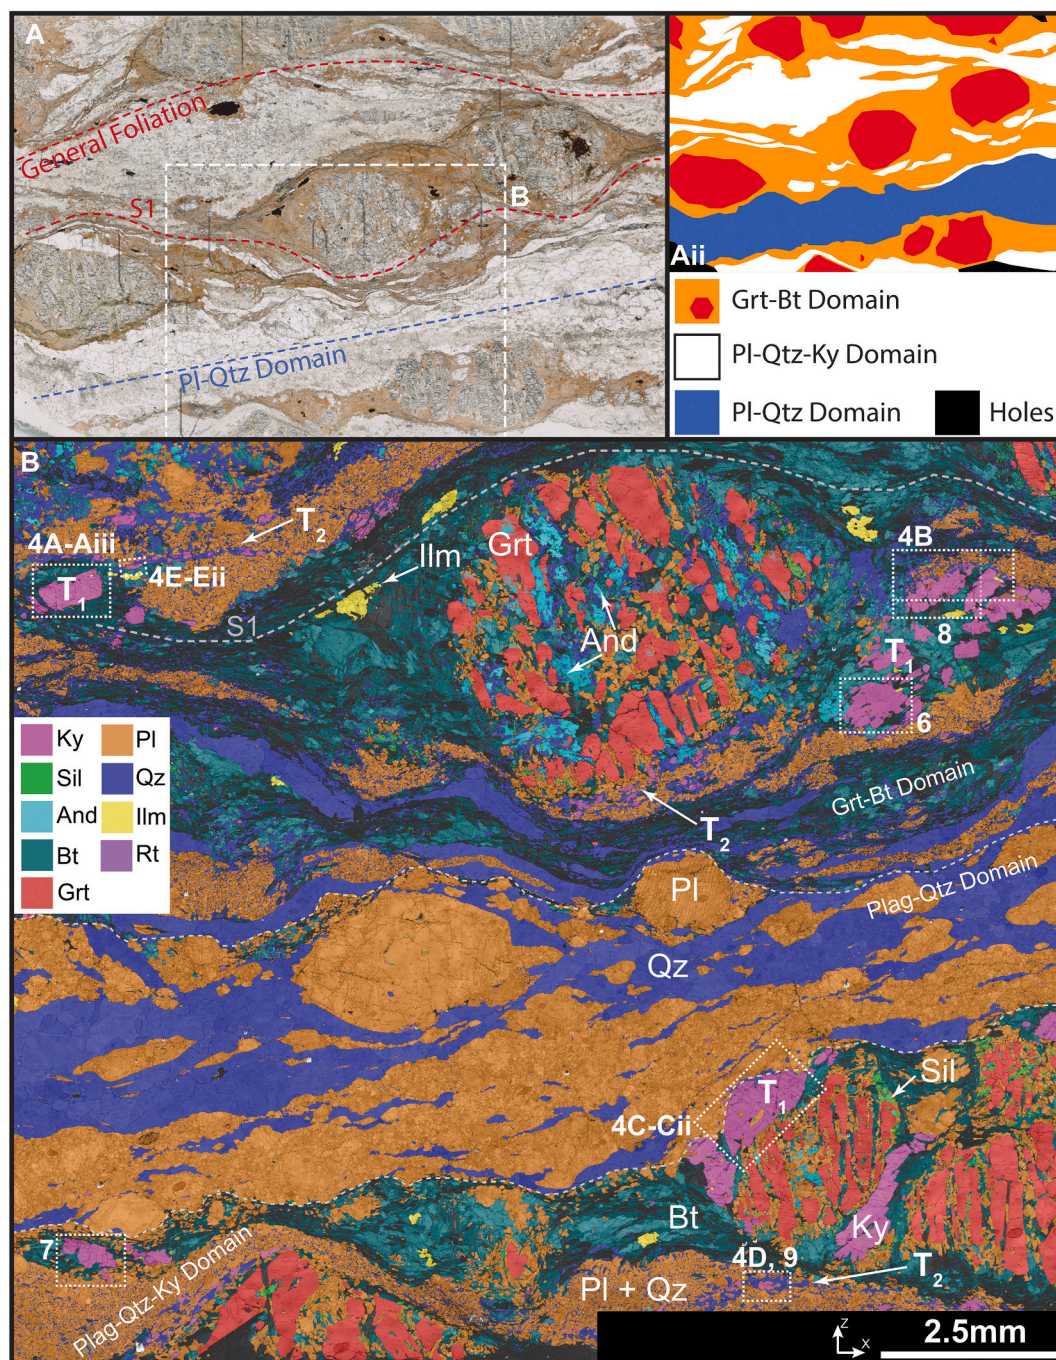 A
General Foliation
S1
B
Pl-Qtz Domain
Aii
Grt-Bt Domain
Pl-Qtz-Ky Domain
Pl-Qtz Domain
Holes
B
T2
4A-Aiii
4E-Eii
T1
Ilm
S1
Grt
And
4B
8
T1
6
Grt-Bt Domain
T2
Ky
Pl
Sil
Qz
And
Ilm
Bt
Rt
Grt
Pl
Plag-Qtz Domain
Qz
T1
Sil
4C-Cii
Bt
Ky
7
Plag-Qtz-Ky Domain
4D, 9
T2
Pl + Qz
z
x
2.5mm